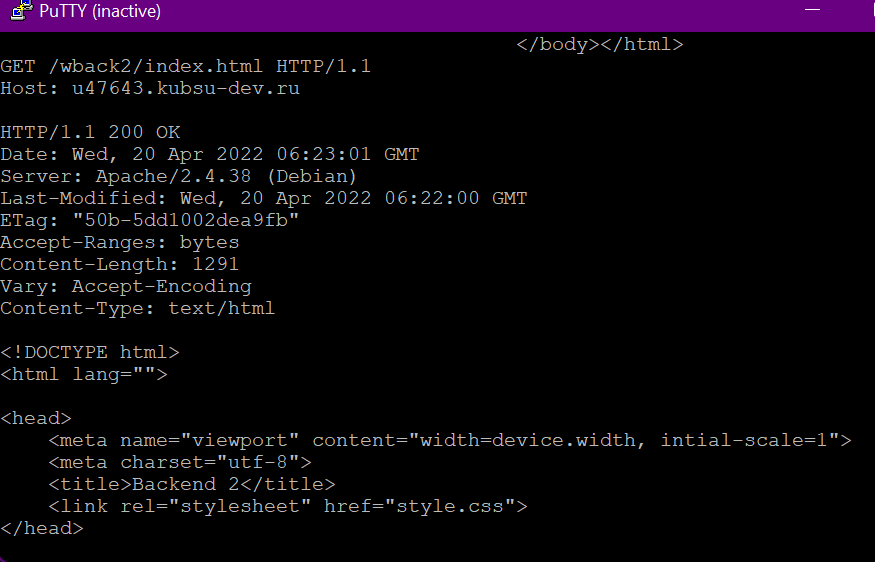 PuTTY (inactive)
</body></html>
GET /wback2/index.html HTTP/1.1
Host: u47643.kubsu-dev.ru

HTTP/1.1 200 OK
Date: Wed, 20 Apr 2022 06:23:01 GMT
Server: Apache/2.4.38 (Debian)
Last-Modified: Wed, 20 Apr 2022 06:22:00 GMT
ETag: "50b-5dd1002dea9fb"
Accept-Ranges: bytes
Content-Length: 1291
Vary: Accept-Encoding
Content-Type: text/html

<!DOCTYPE html>
<html lang="">

<head>
    <meta name="viewport" content="width=device.width, intial-scale=1">
    <meta charset="utf-8">
    <title>Backend 2</title>
    <link rel="stylesheet" href="style.css">
</head>